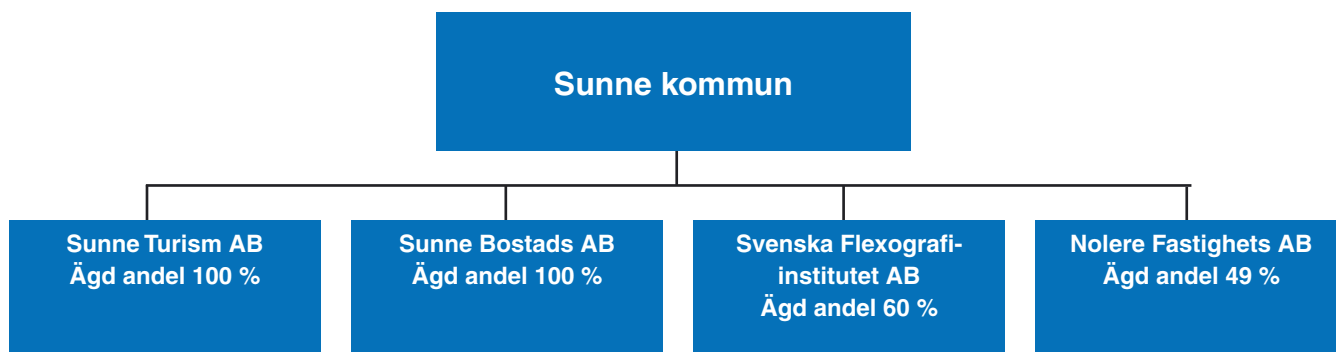 Sunne kommun
Sunne Turism AB
Ägd andel 100 %
Sunne Bostads AB
Ägd andel 100 %
Svenska Flexografi-
institutet AB
Ägd andel 60 %
Nolere Fastighets AB
Ägd andel 49 %